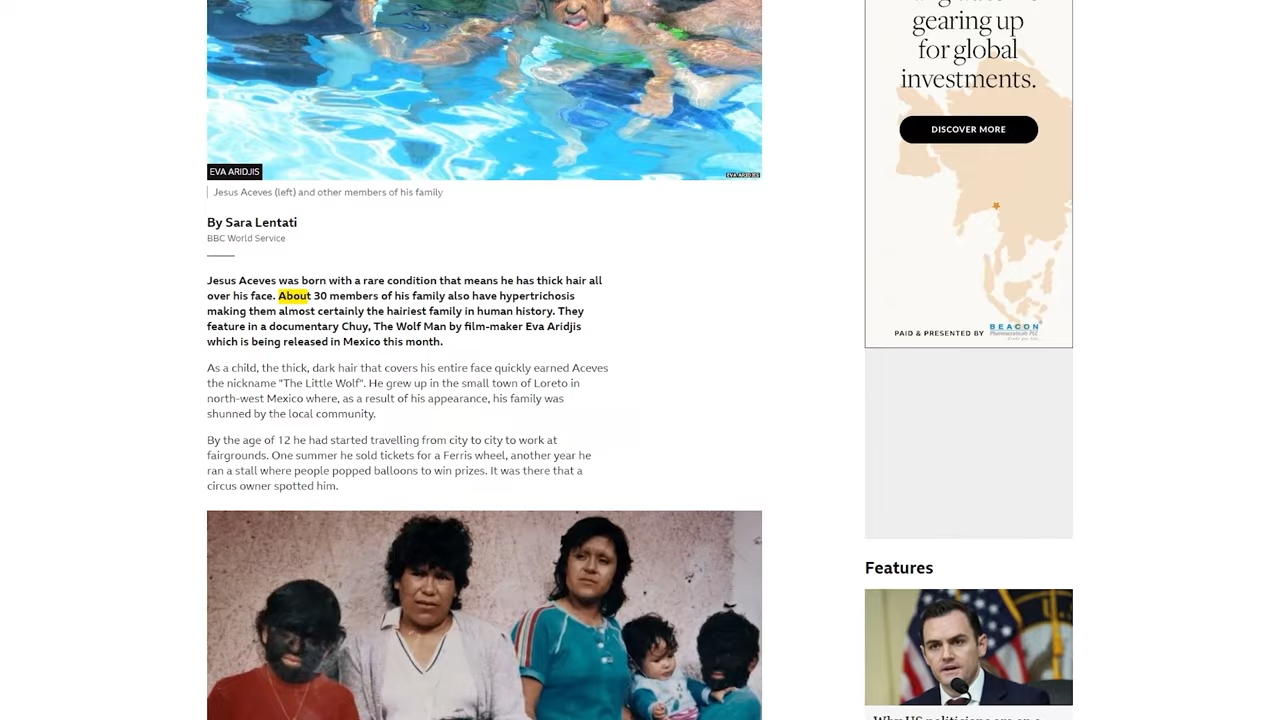 gearing up
for global
investments.
DISCOVER MORE
PAID & PRESENTED BY
BEACON
EVA ARIDJIS
EVA ARIDJIS
Jesus Aceves (left) and other members of his family
By Sara Lentati
BBC World Service
Jesus Aceves was born with a rare condition that means he has thick hair all
over his face. About 30 members of his family also have hypertrichosis
making them almost certainly the hairiest family in human history. They
feature in a documentary Chuy, The Wolf Man by film-maker Eva Aridjis
which is being released in Mexico this month.
As a child, the thick, dark hair that covers his entire face quickly earned Aceves
the nickname "The Little Wolf". He grew up in the small town of Loreto in
north-west Mexico where, as a result of his appearance, his family was
shunned by the local community.
By the age of 12 he had started travelling from city to city to work at
fairgrounds. One summer he sold tickets for a Ferris wheel, another year he
ran a stall where people popped balloons to win prizes. It was there that a
circus owner spotted him.
Features